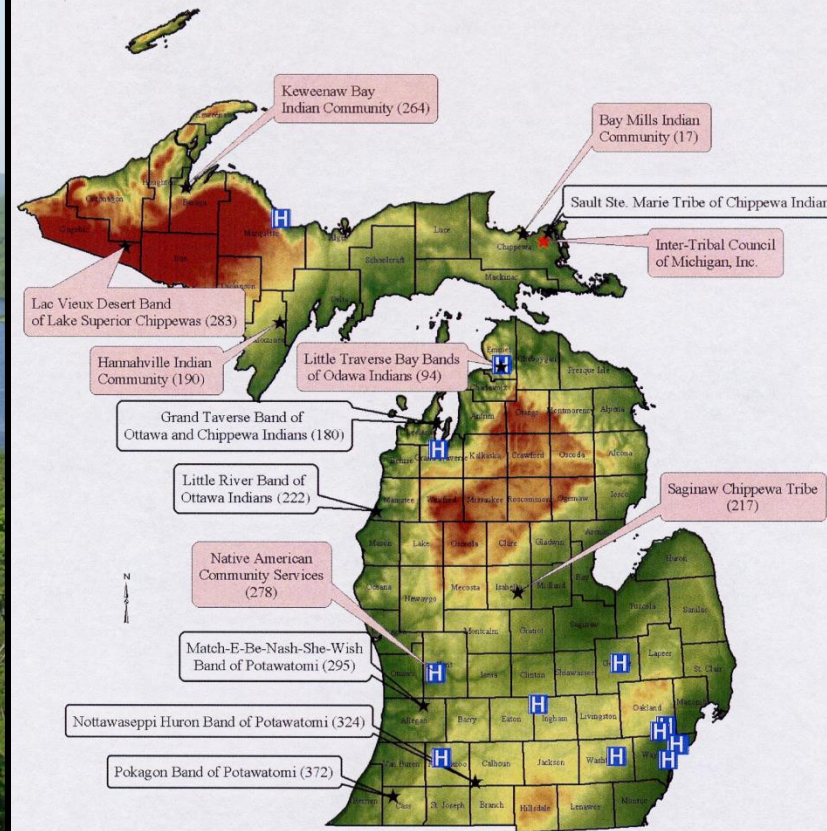 Keweenaw Bay
Indian Community (264)
Bay Mills Indian
Community (17)
Sault Ste. Marie Tribe of Chippewa Indian
Inter-Tribal Council
of Michigan, Inc.
Lac Vieux Desert Band
of Lake Superior Chippewas (283)
Hannahville Indian
Community (190)
Little Traverse Bay Bands
of Odawa Indians (94)
Grand Taverse Band of
Ottawa and Chippewa Indians (180)
Little River Band of
Ottawa Indians (222)
Saginaw Chippewa Tribe
(217)
Native American
Community Services
(278)
Match-E-Be-Nash-She-Wish
Band of Potawatomi (295)
Nottawaseppi Huron Band of Potawatomi (324)
Pokagon Band of Potawatomi (372)
N
Luce
Chippewa
Schoolcraft
Mackinac
Presque Isle
Antrim
Otsego
Montmorency
Alpena
Kalkaska
Crawford
Oscoda
Alcona
Manistee
Wexford
Missaukee
Roscommon
Ogemaw
Iosco
Lake
Osceola
Clare
Gladwin
Huron
Oceana
Newaygo
Mecosta
Isabella
Midland
Tuscola
Sanilac
Montcalm
Gratiot
Saginaw
Ottawa
Ionia
Clinton
Shiawassee
Lapeer
St. Clair
Allegan
Barry
Eaton
Ingham
Livingston
Oakland
Van Buren
Calhoun
Jackson
Cass
St Joseph
Branch
Hillsdale
Lenawee
Monroe
H
H
H
H
H
H
H
H
H
H
H